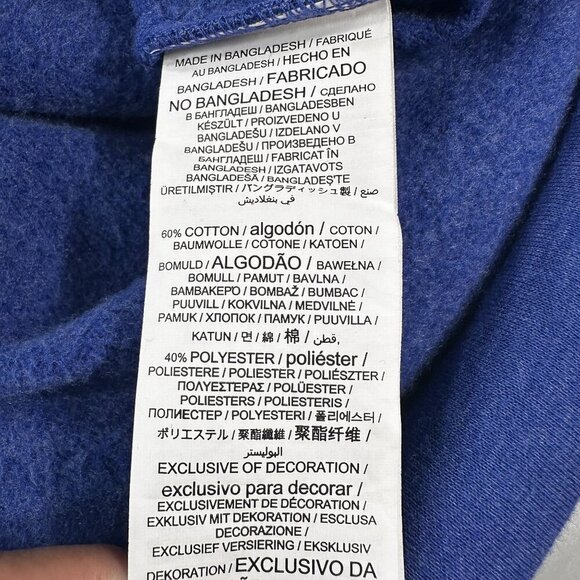 MADE IN BANGLADESH / FABRIQUÉ
AU BANGLADESH / HECHO EN
BANGLADESH / FABRICADO
NO BANGLADESH / СДЕЛАНО
В БАНГЛАДЕШ / BANGLADESBEN
KÉSZÜLT / PROIZVEDENO U
BANGLADEŠU / IZDELANO V
BANGLADEŠU / ПРОИЗВЕДЕНО В
БАНГЛАДЕШ / FABRICAT ÎN
BANGLADESH / IZGATAVOTS
BANGLADEŠĀ / BANGLADEŞ'TE
ÜRETILMIŞTIR / バングラディッシュ製 / صنع
في بنغلاديش
60% COTTON / algodón / COTON /
BAUMWOLLE / COTONE / KATOEN /
BOMULD / ALGODÃO / BAWEŁNA /
BOMULL / PAMUT / BAVLNA /
ΒΑΜΒΑΚΕΡΌ / BOMBAŽ / BUMBAC /
PUUVILL / KOKVILNA / MEDVILNĖ /
PAMUK / ХЛОПОК / ПАМУК / PUUVILLA /
KATUN / 면 / 綿 / 棉 / قطن /
40% POLYESTER / poliéster /
POLIESTERE / POLIESTER / POLIÉSZTER /
ΠΟΛΥΕΣΤΕΡΑΣ / POLÜESTER /
POLIESTERS / POLIESTERIS /
ПОЛИЕСТЕР / POLYESTERI / 폴리에스터 /
ポリエステル / 聚酯纖維 / 聚酯纤维 /
البوليستر
EXCLUSIVE OF DECORATION /
exclusivo para decorar /
EXCLUSIVEMENT DE DÉCORATION /
EXKLUSIV MIT DEKORATION / ESCLUSA
DECORAZIONE /
EXCLUSIEF VERSIERING / EKSKLUSIV
DEKORATION / EXCLUSIVO DA